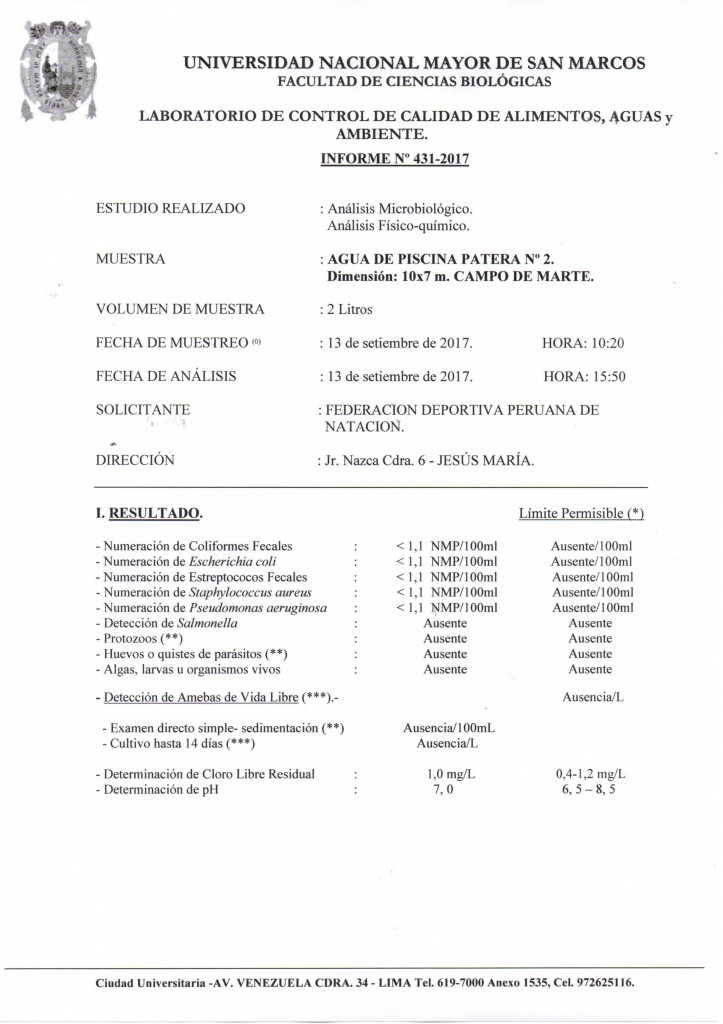 UNIVERSIDAD NACIONAL MAYOR DE SAN MARCOS
FACULTAD DE CIENCIAS BIOLÓGICAS
LABORATORIO DE CONTROL DE CALIDAD DE ALIMENTOS, AGUAS y
AMBIENTE.
INFORME Nº 431-2017
ESTUDIO REALIZADO : Análisis Microbiológico.
Análisis Físico-químico.
MUESTRA : AGUA DE PISCINA PATERA Nº 2.
Dimensión: 10x7 m. CAMPO DE MARTE.
VOLUMEN DE MUESTRA : 2 Litros
FECHA DE MUESTREO (0) : 13 de setiembre de 2017. HORA: 10:20
FECHA DE ANÁLISIS : 13 de setiembre de 2017. HORA: 15:50
SOLICITANTE : FEDERACION DEPORTIVA PERUANA DE
NATACION.
DIRECCIÓN : Jr. Nazca Cdra. 6 - JESÚS MARÍA.
I. RESULTADO. Límite Permisible (*)
- Numeración de Coliformes Fecales : < 1,1 NMP/100ml Ausente/100ml
- Numeración de Escherichia coli : < 1,1 NMP/100ml Ausente/100ml
- Numeración de Estreptococos Fecales : < 1,1 NMP/100ml Ausente/100ml
- Numeración de Staphylococcus aureus : < 1,1 NMP/100ml Ausente/100ml
- Numeración de Pseudomonas aeruginosa : < 1,1 NMP/100ml Ausente/100ml
- Detección de Salmonella : Ausente Ausente
- Protozoos (**) : Ausente Ausente
- Huevos o quistes de parásitos (**) : Ausente Ausente
- Algas, larvas u organismos vivos : Ausente Ausente
- Detección de Amebas de Vida Libre (***).- Ausencia/L
- Examen directo simple- sedimentación (**) Ausencia/100mL
- Cultivo hasta 14 días (***) Ausencia/L
- Determinación de Cloro Libre Residual : 1,0 mg/L 0,4-1,2 mg/L
- Determinación de pH : 7, 0 6, 5 – 8, 5
Ciudad Universitaria -AV. VENEZUELA CDRA. 34 - LIMA Tel. 619-7000 Anexo 1535, Cel. 972625116.